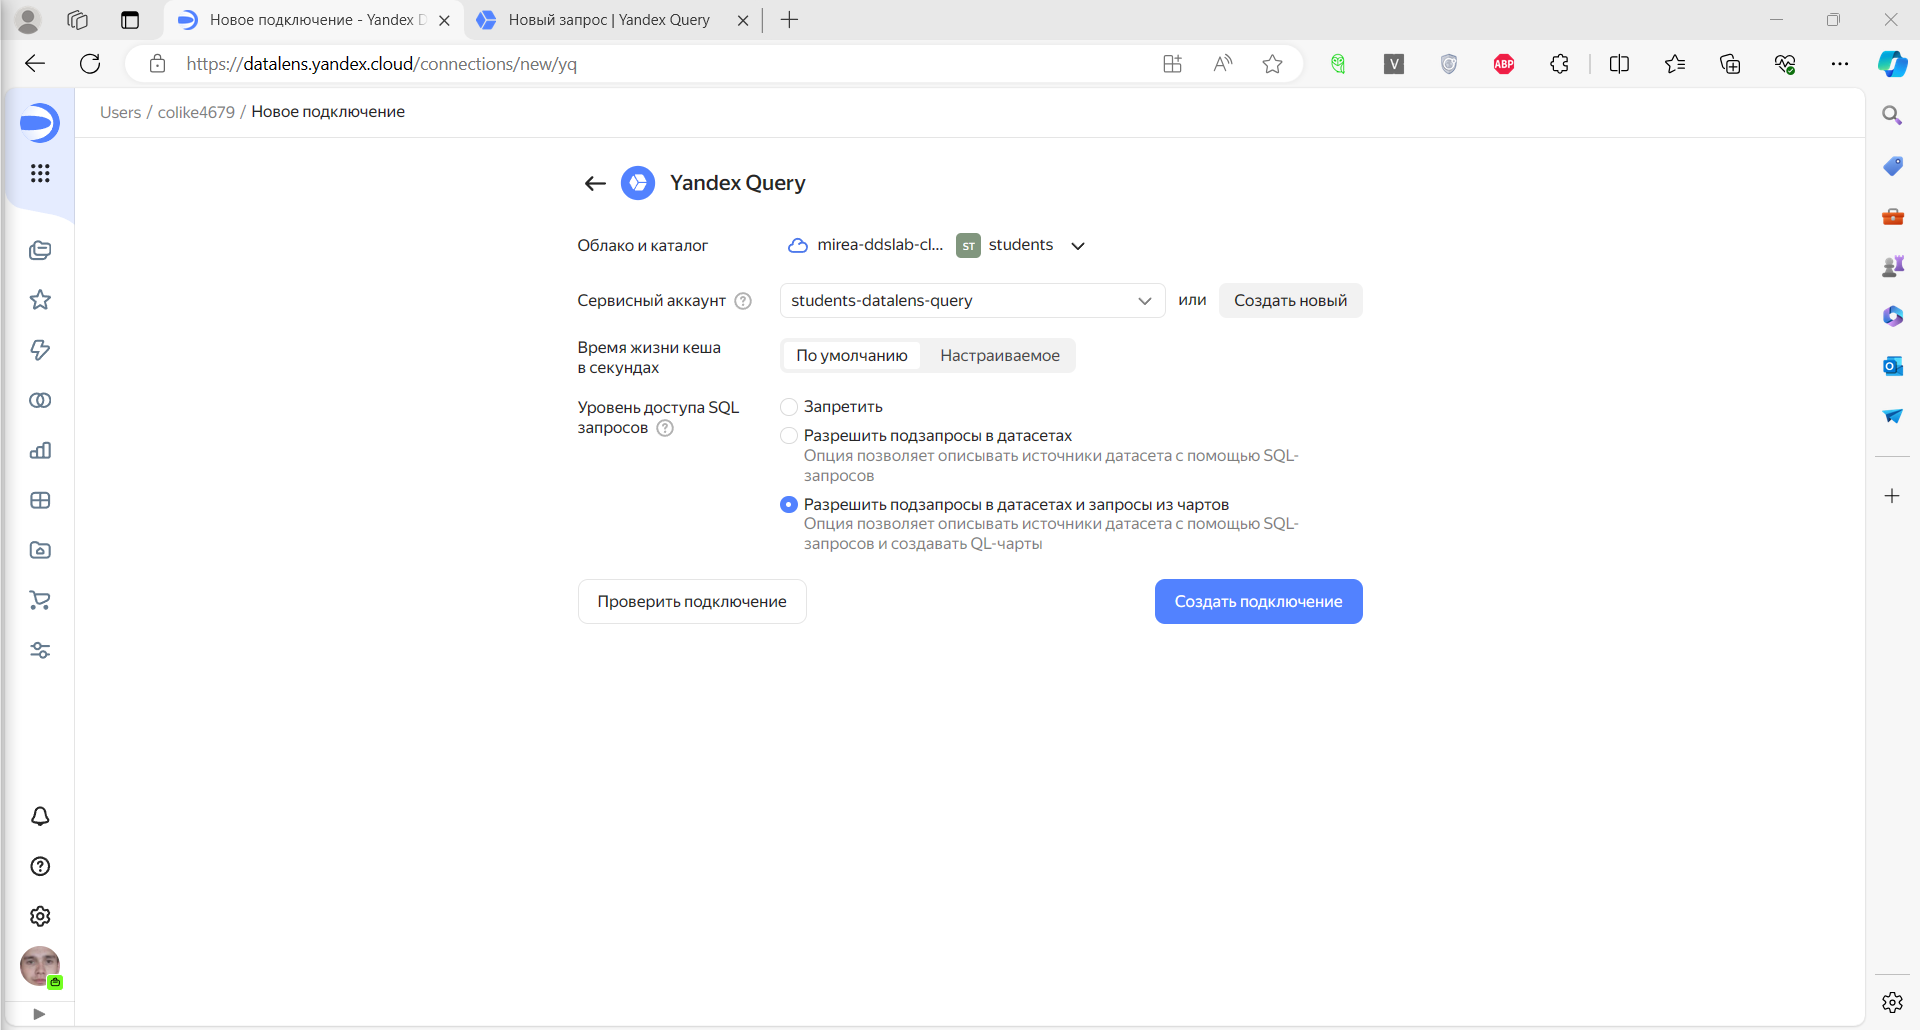 Новое подключение - Yandex D
Новый запрос | Yandex Query
https://datalens.yandex.cloud/connections/new/yq
A
V
ABP
Users / colike4679 / Новое подключение
Yandex Query
Облако и каталог
mirea-ddslab-cl...
ST
students
Сервисный аккаунт ?
students-datalens-query
или
Создать новый
Время жизни кеша
в секундах
По умолчанию
Настраиваемое
Уровень доступа SQL
запросов ?
Запретить
Разрешить подзапросы в датасетах
Опция позволяет описывать источники датасета с помощью SQL-
запросов
Разрешить подзапросы в датасетах и запросы из чартов
Опция позволяет описывать источники датасета с помощью SQL-
запросов и создавать QL-чарты
Проверить подключение
Создать подключение